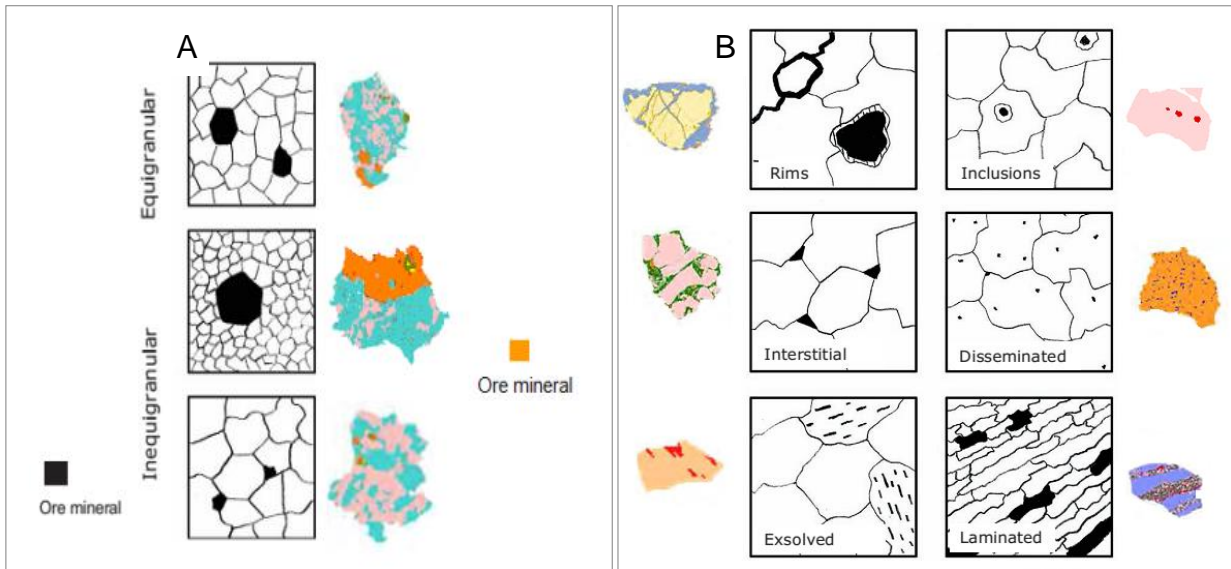 A
Equigranular
Inequigranular
Ore mineral
Ore mineral
B
Rims
Inclusions
Interstitial
Disseminated
Exsolved
Laminated